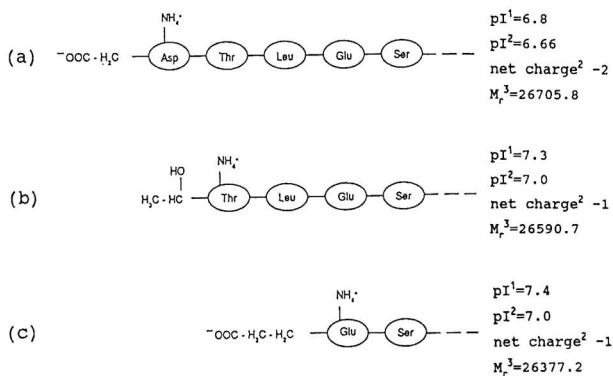 NH₄⁺
(a) ⁻OOC-H₂C Asp Thr Leu Glu Ser
pI¹=6.8
pI²=6.66
net charge² -2
Mᵣ³=26705.8
HO NH₄⁺
(b) H₃C-HC Thr Leu Glu Ser
pI¹=7.3
pI²=7.0
net charge² -1
Mᵣ³=26590.7
NH₄⁺
(c) ⁻OOC-H₂C-H₂C Glu Ser
pI¹=7.4
pI²=7.0
net charge² -1
Mᵣ³=26377.2